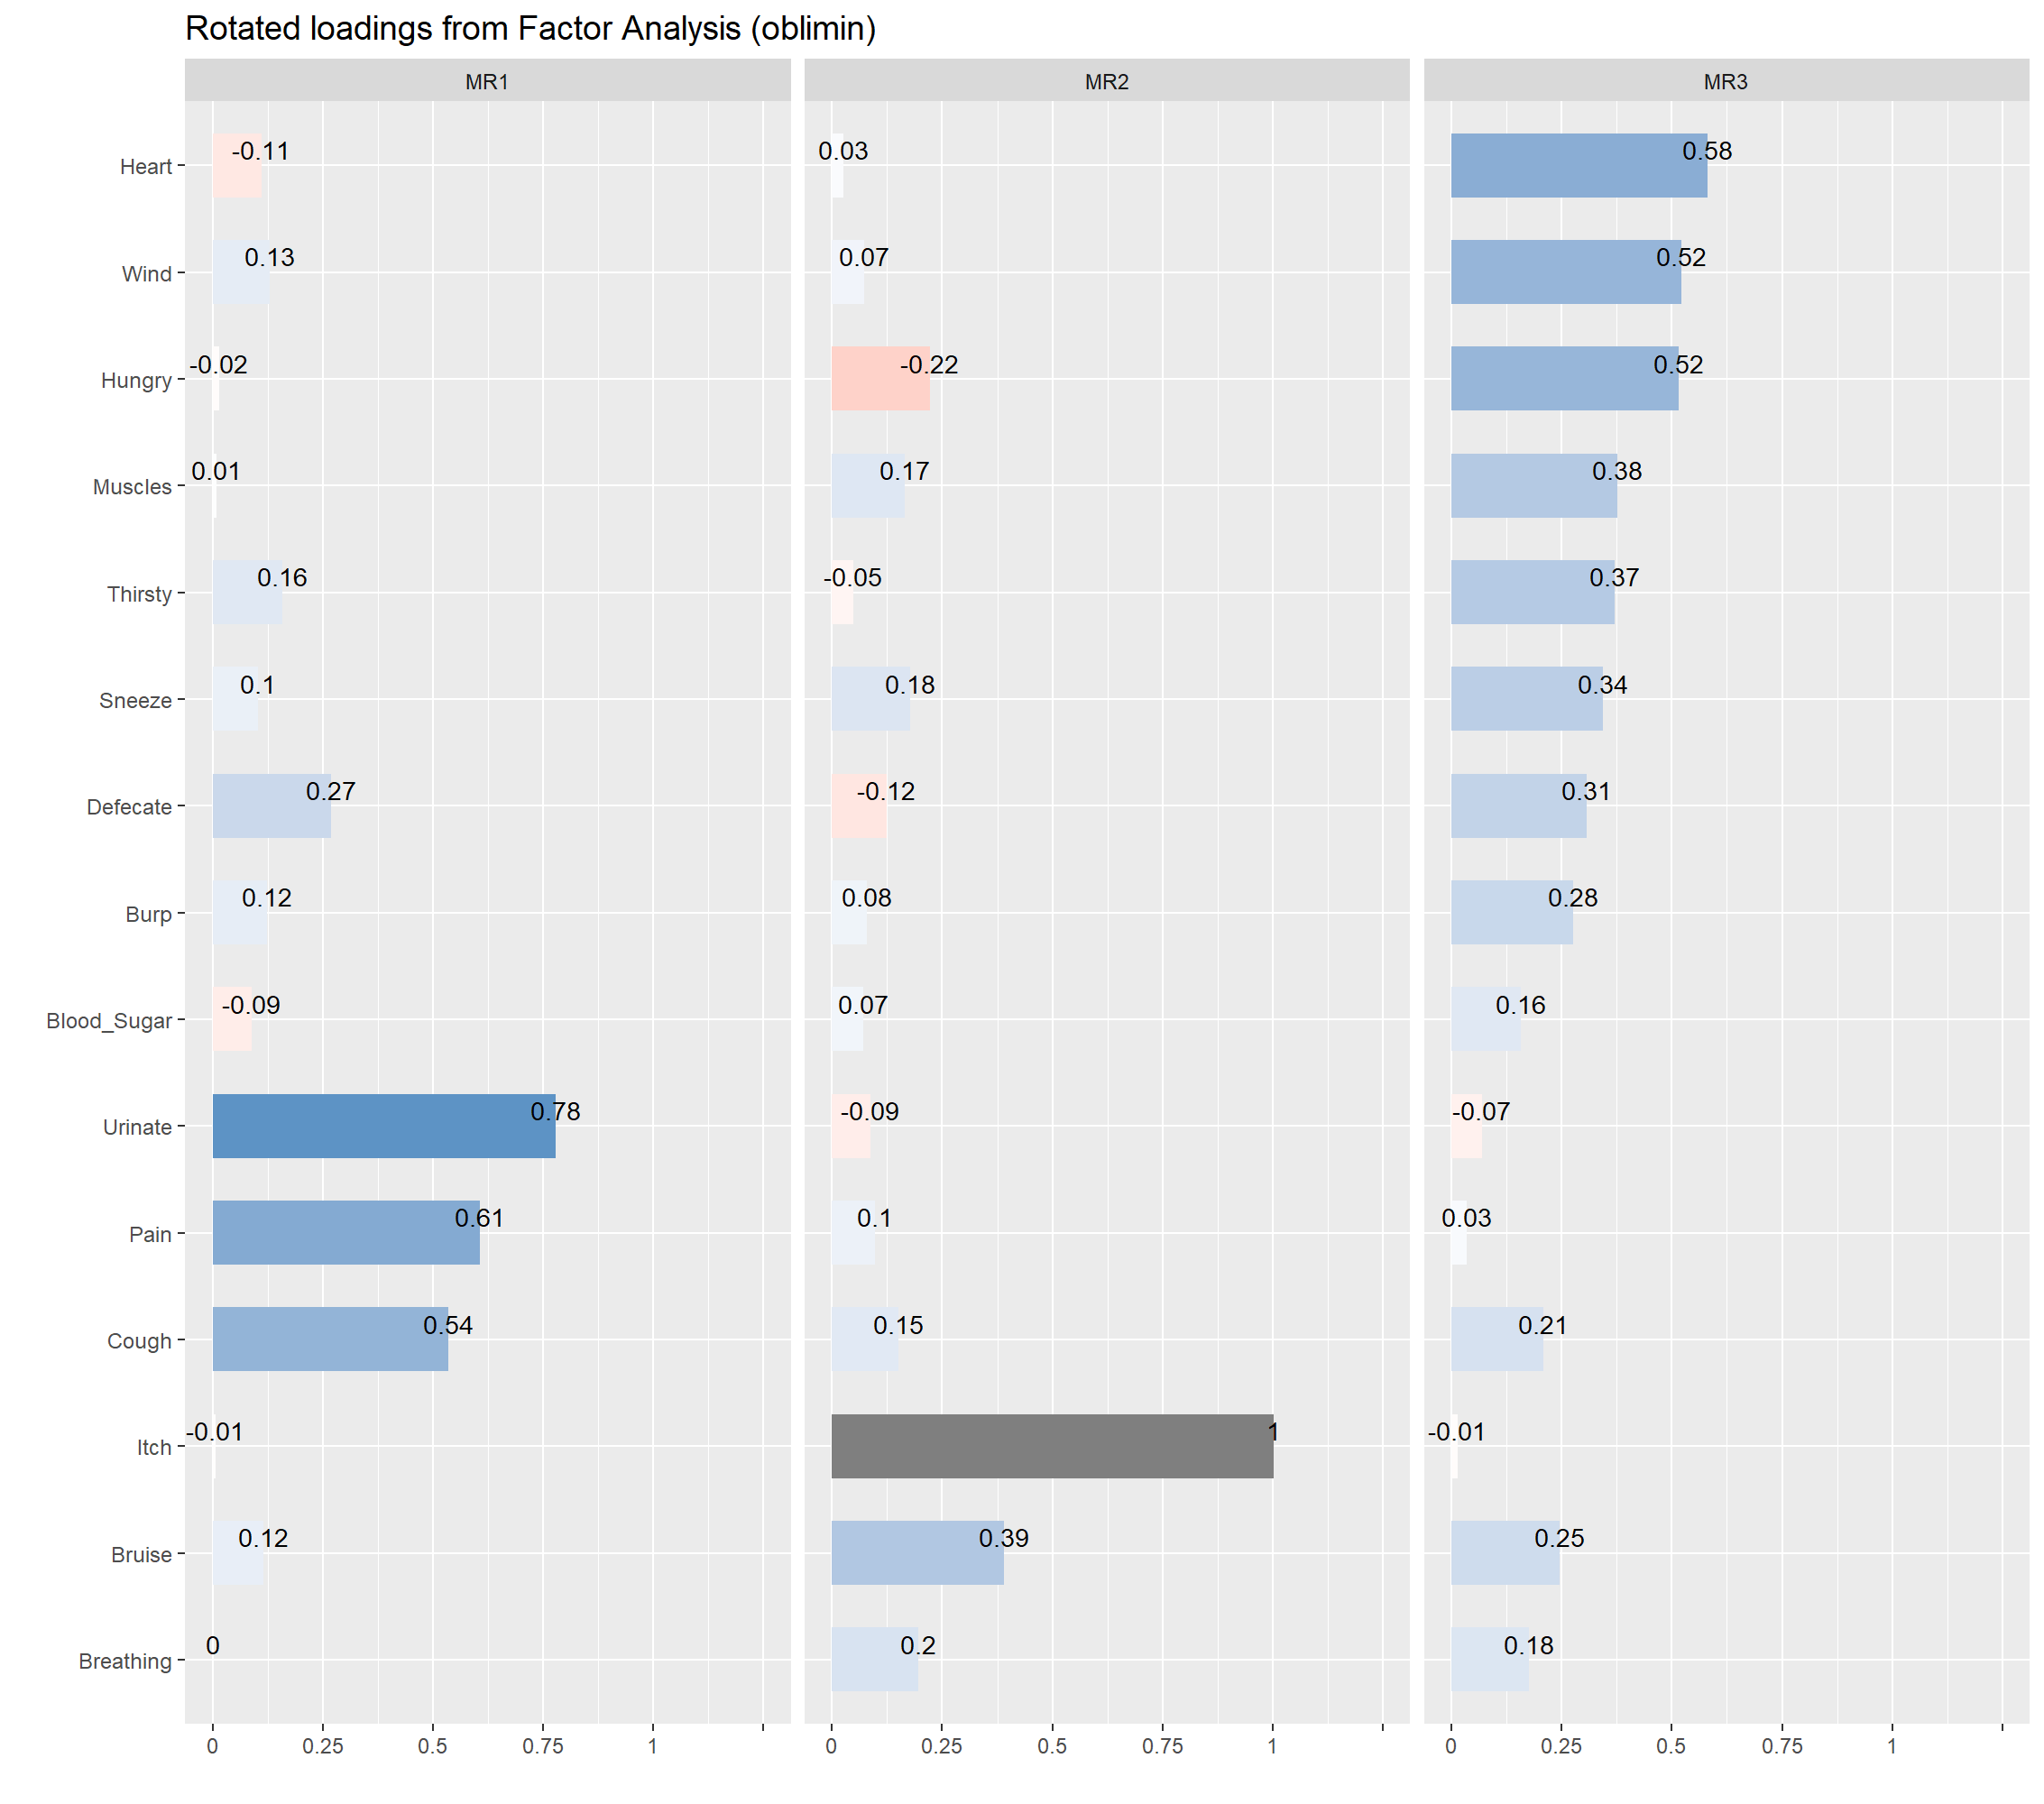 Rotated loadings from Factor Analysis (oblimin)
MR1 MR2 MR3
Heart -0.11 0.03 0.58
Wind 0.13 0.07 0.52
Hungry -0.02 -0.22 0.52
Muscles 0.01 0.17 0.38
Thirsty 0.16 -0.05 0.37
Sneeze 0.1 0.18 0.34
Defecate 0.27 -0.12 0.31
Burp 0.12 0.08 0.28
Blood_Sugar -0.09 0.07 0.16
Urinate 0.78 -0.09 -0.07
Pain 0.61 0.1 0.03
Cough 0.54 0.15 0.21
Itch -0.01 1 -0.01
Bruise 0.12 0.39 0.25
Breathing 0 0.2 0.18
0 0.25 0.5 0.75 1 0 0.25 0.5 0.75 1 0 0.25 0.5 0.75 1